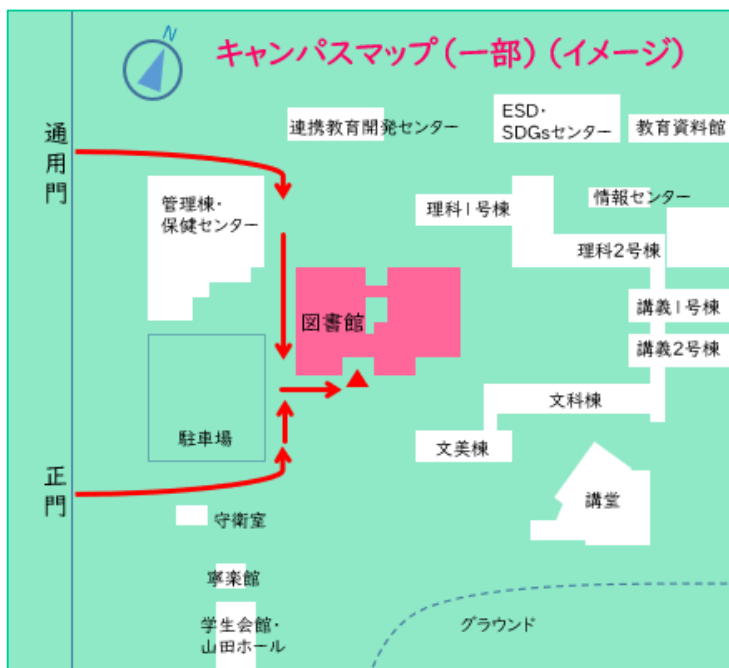 N
キャンパスマップ(一部)(イメージ)
通用門
連携教育開発センター
ESD・
SDGsセンター
教育資料館
管理棟・
保健センター
理科1号棟
情報センター
理科2号棟
図書館
講義1号棟
講義2号棟
駐車場
文科棟
文美棟
正門
守衛室
講堂
寧楽館
学生会館・
山田ホール
グラウンド